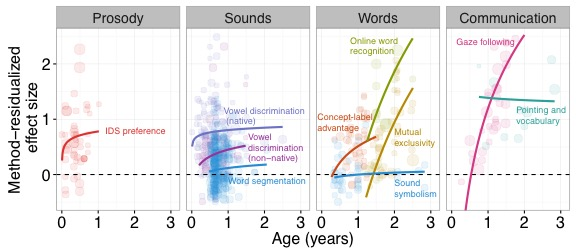 Prosody
Sounds
Words
Communication
Method−residualized
effect size
2
1
0
IDS preference
Vowel discrimination
(native)
Vowel
discrimination
(non−native)
Word segmentation
Online word
recognition
Concept−label
advantage
Mutual
exclusivity
Sound
symbolism
Gaze following
Pointing and
vocabulary
0 1 2 3
0 1 2 3
0 1 2 3
0 1 2 3
Age (years)